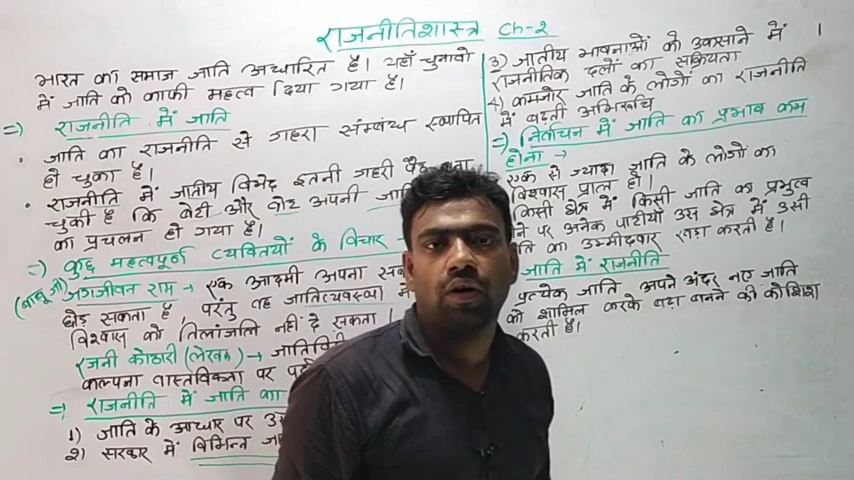 राजनीतिशास्त्र Ch-2
भारत का समाज जाति अधारित है। यहाँ चुनावो
में जाति को काफी महत्व दिया गया है।
=> राजनीति में जाति
• जाति का राजनीति से गहरा संम्बंध स्थापित
हो चुका है।
• राजनीति में जातीय विभेद इतनी गहरी पैठ बना
चुकी है कि बेटी और वोट अपनी जाति
का प्रचलन हो गया है।
=> कुछ महत्वपूर्ण व्यक्तियों के विचार
(बाबू जी) जगजीवन राम → एक आदमी अपना सब
छोड़ सकता है, परंतु वह जातिव्यवस्था में
विश्वास को तिलांजलि नहीं दे सकता।
रजनी कोठारी (लेखक) →
कल्पना वास्तविकता पर
=> राजनीति में जाति का
1) जाति के आधार पर
2) सरकार में विभिन्न
3) जातीय भावनाओं को उकसाने में
राजनीतिक दलों का सक्रियता
4) कमजोर जाति के लोगों का राजनीति
में बढ़ती अभिरूचि
=> निर्वाचन में जाति का प्रभाव कम
होना →
एक से ज्यादा जाति के लोगों का
विश्वास प्राप्त हो।
किसी क्षेत्र में किसी जाति का प्रभुत्व
पर अनेक पार्टीयाँ उस क्षेत्र में उसी
का उम्मीदवार खड़ा करती है।
जाति में राजनीति
प्रत्येक जाति अपने अंदर नए जाति
को शामिल करके बड़ा बनने की कोशिश
करती है।